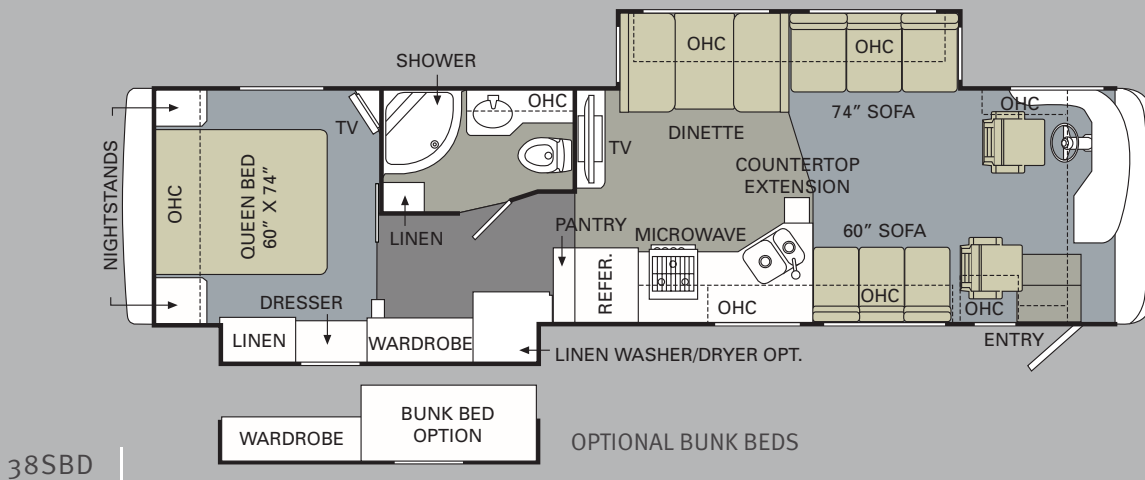 OHC
OHC
SHOWER
OHC
OHC
TV
74” SOFA
DINETTE
TV
COUNTERTOP
EXTENSION
NIGHTSTANDS
OHC
QUEEN BED
60” X 74”
LINEN
PANTRY
MICROWAVE
60” SOFA
REFER.
DRESSER
OHC
OHC
OHC
LINEN
WARDROBE
LINEN WASHER/DRYER OPT.
ENTRY
WARDROBE
BUNK BED
OPTION
OPTIONAL BUNK BEDS
38SBD